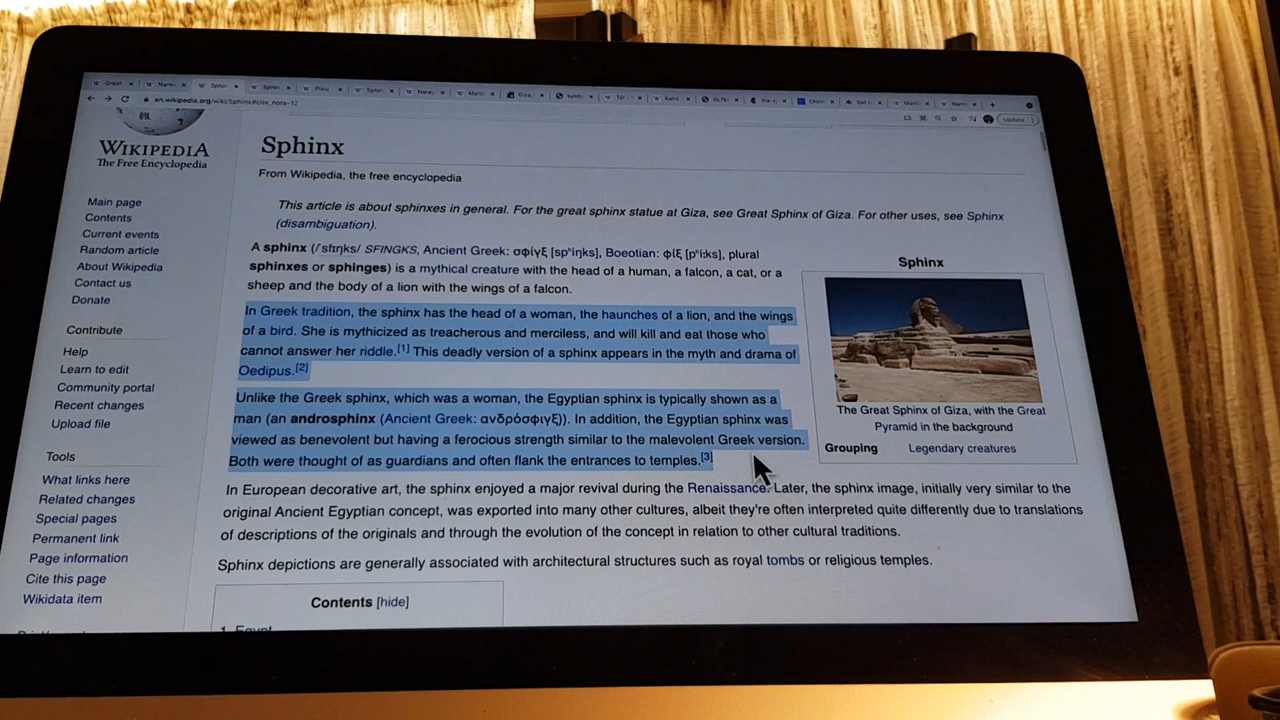 en.wikipedia.org/wiki/Sphinx#cite_note-12
Update
WIKIPEDIA
The Free Encyclopedia
Main page
Contents
Current events
Random article
About Wikipedia
Contact us
Donate
Contribute
Help
Learn to edit
Community portal
Recent changes
Upload file
Tools
What links here
Related changes
Special pages
Permanent link
Page information
Cite this page
Wikidata item
Sphinx
From Wikipedia, the free encyclopedia
This article is about sphinxes in general. For the great sphinx statue at Giza, see Great Sphinx of Giza. For other uses, see Sphinx
(disambiguation).
A sphinx (/ˈsfɪŋks/ SFINGKS, Ancient Greek: σφίγξ [spʰíŋks], Boeotian: φίξ [pʰíːks], plural
sphinxes or sphinges) is a mythical creature with the head of a human, a falcon, a cat, or a
sheep and the body of a lion with the wings of a falcon.
In Greek tradition, the sphinx has the head of a woman, the haunches of a lion, and the wings
of a bird. She is mythicized as treacherous and merciless, and will kill and eat those who
cannot answer her riddle.[1] This deadly version of a sphinx appears in the myth and drama of
Oedipus.[2]
Unlike the Greek sphinx, which was a woman, the Egyptian sphinx is typically shown as a
man (an androsphinx (Ancient Greek: ανδρόσφιγξ)). In addition, the Egyptian sphinx was
viewed as benevolent but having a ferocious strength similar to the malevolent Greek version.
Both were thought of as guardians and often flank the entrances to temples.[3]
In European decorative art, the sphinx enjoyed a major revival during the Renaissance. Later, the sphinx image, initially very similar to the
original Ancient Egyptian concept, was exported into many other cultures, albeit they're often interpreted quite differently due to translations
of descriptions of the originals and through the evolution of the concept in relation to other cultural traditions.
Sphinx depictions are generally associated with architectural structures such as royal tombs or religious temples.
Contents [hide]
1 Egypt
Sphinx
The Great Sphinx of Giza, with the Great
Pyramid in the background
Grouping Legendary creatures